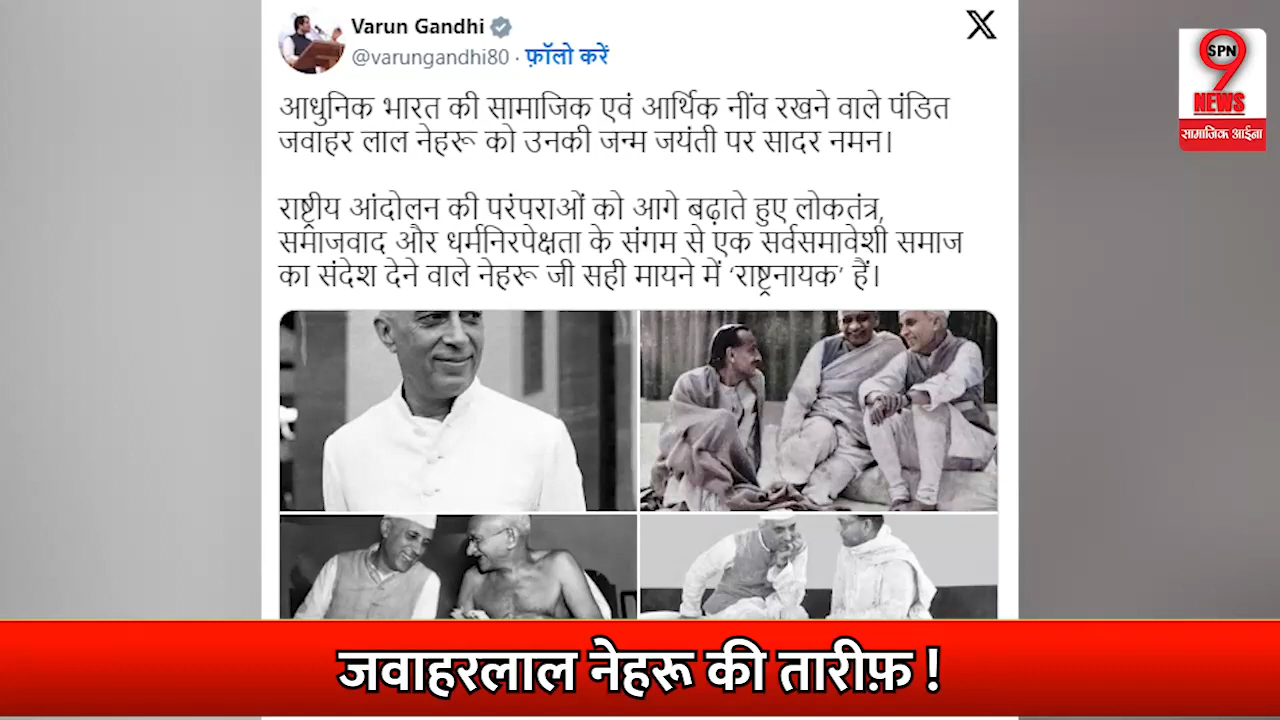 Varun Gandhi
@varungandhi80 · फ़ॉलो करें
X
SPN
9
NEWS
सामाजिक आईना
आधुनिक भारत की सामाजिक एवं आर्थिक नींव रखने वाले पंडित
जवाहर लाल नेहरू को उनकी जन्म जयंती पर सादर नमन।
राष्ट्रीय आंदोलन की परंपराओं को आगे बढ़ाते हुए लोकतंत्र,
समाजवाद और धर्मनिरपेक्षता के संगम से एक सर्वसमावेशी समाज
का संदेश देने वाले नेहरू जी सही मायने में ‘राष्ट्रनायक’ हैं।
जवाहरलाल नेहरू की तारीफ़ !